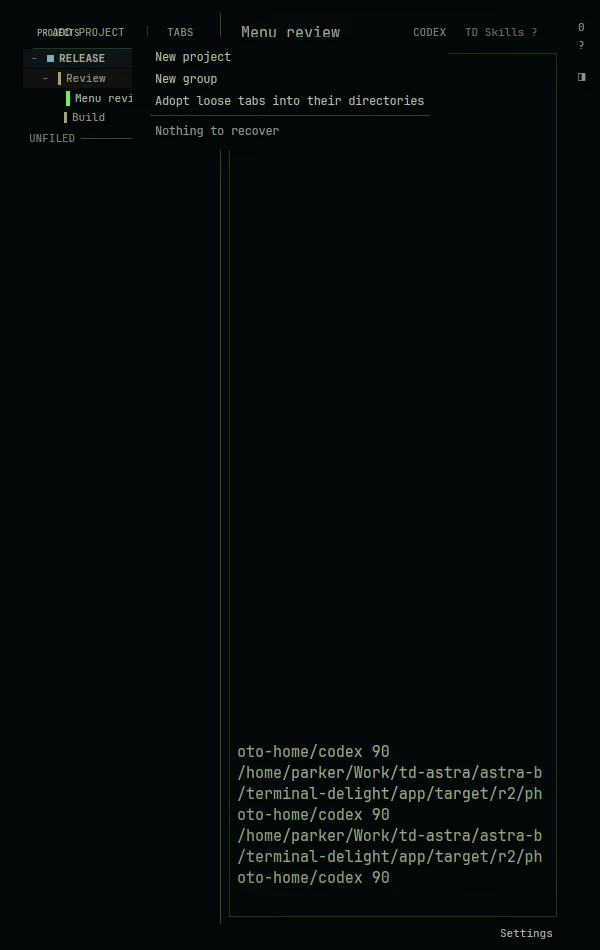 PROJECTS
ADD PROJECT TABS Menu review CODEX TD Skills ? 0
?
- RELEASE
- Review
Menu revi
Build
UNFILED
New project
New group
Adopt loose tabs into their directories
Nothing to recover
oto-home/codex 90
/home/parker/Work/td-astra/astra-b
/terminal-delight/app/target/r2/ph
oto-home/codex 90
/home/parker/Work/td-astra/astra-b
/terminal-delight/app/target/r2/ph
oto-home/codex 90
Settings